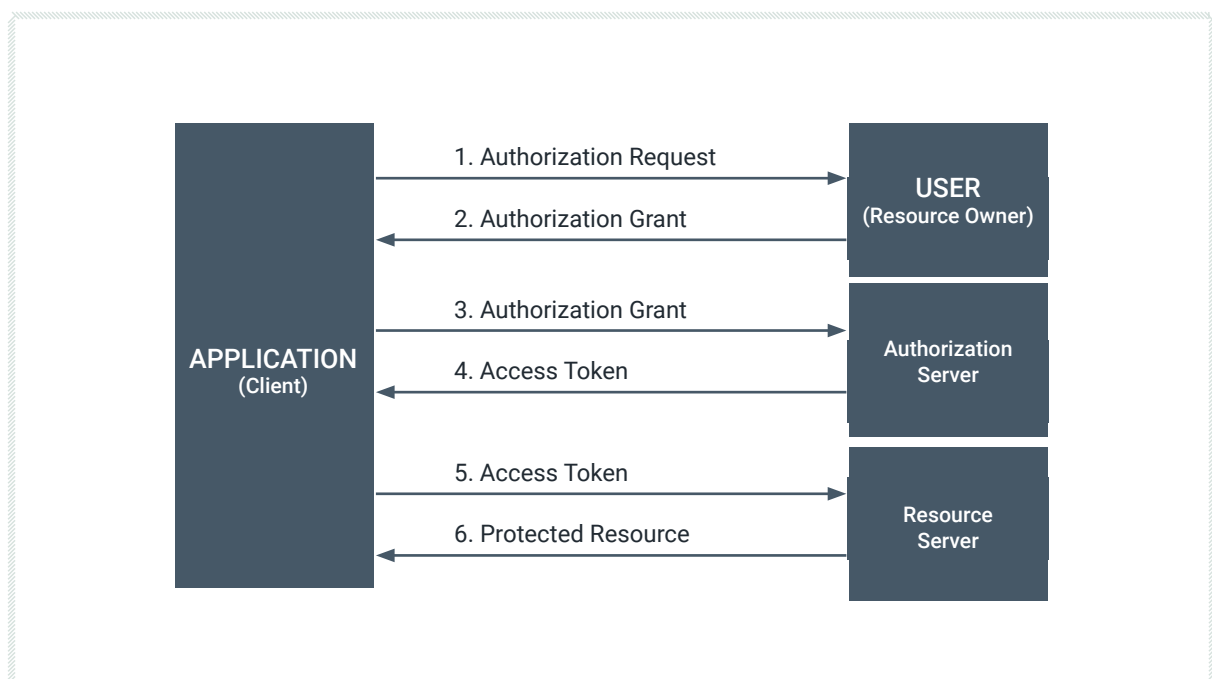 1. Authorization Request
USER
(Resource Owner)
2. Authorization Grant
3. Authorization Grant
APPLICATION
(Client)
Authorization
Server
4. Access Token
5. Access Token
Resource
Server
6. Protected Resource